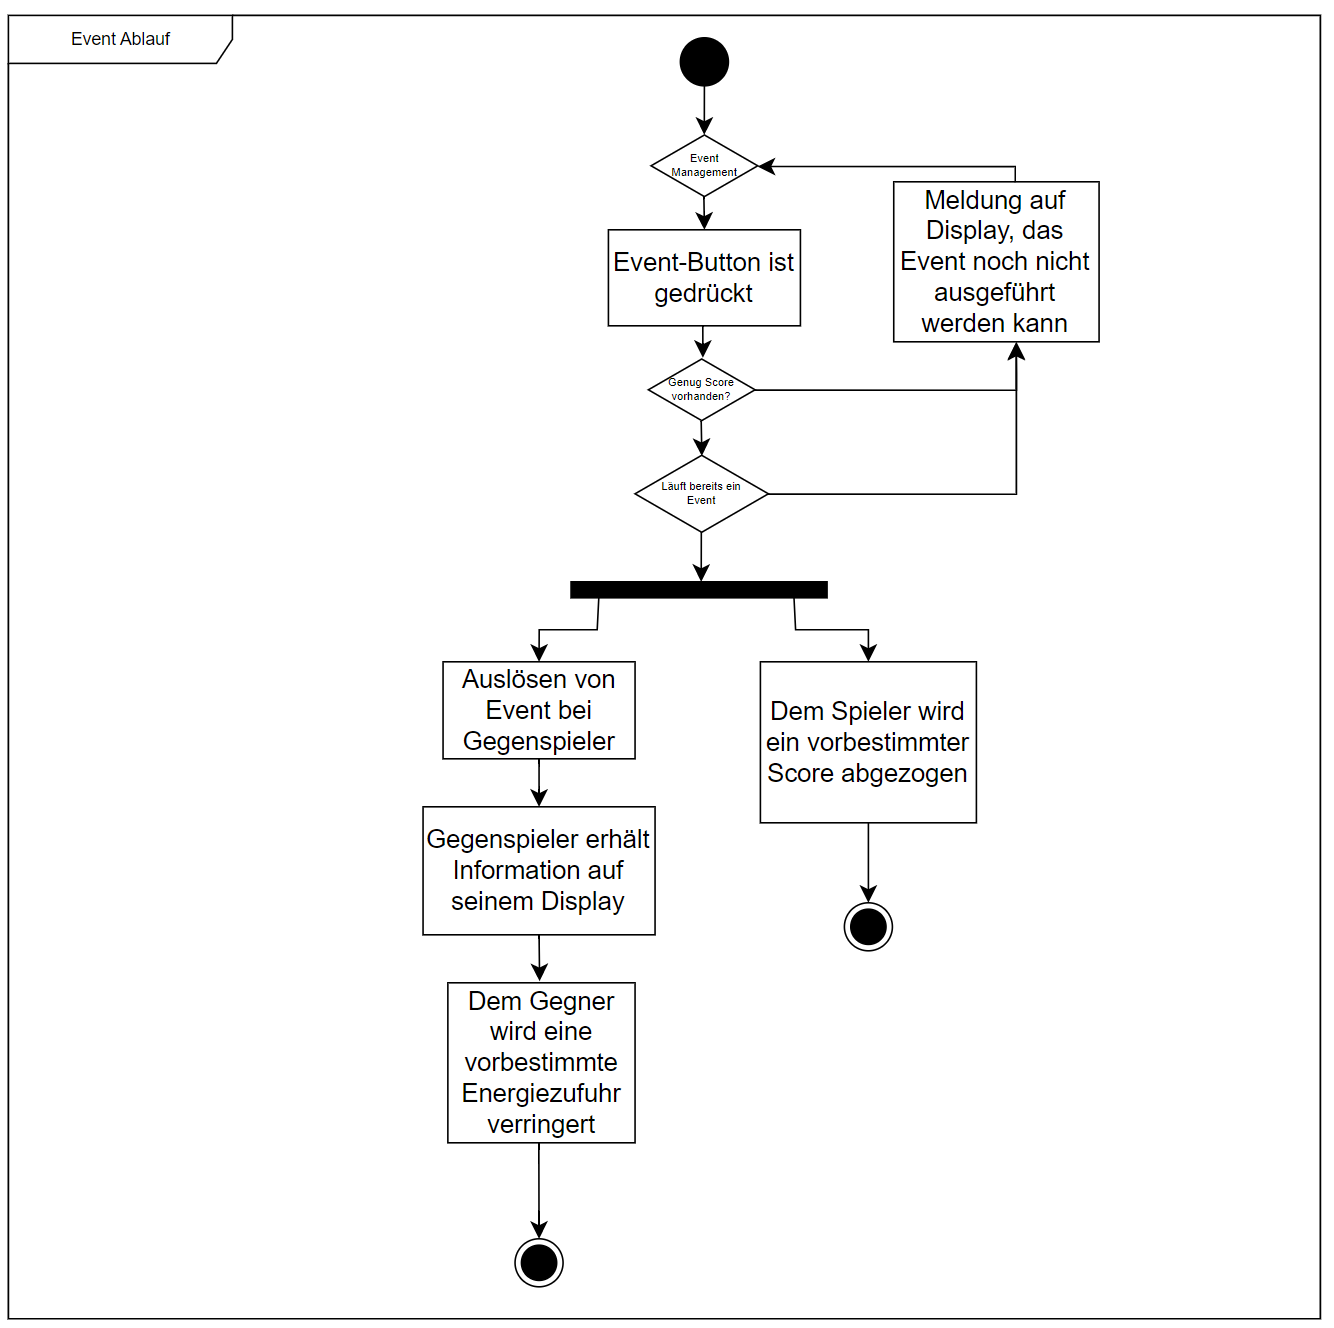 Event Ablauf
Event
Management
Meldung auf
Display, das
Event noch nicht
ausgeführt
werden kann
Event-Button ist
gedrückt
Genug Score
vorhanden?
Läuft bereits ein
Event
Auslösen von
Event bei
Gegenspieler
Dem Spieler wird
ein vorbestimmter
Score abgezogen
Gegenspieler erhält
Information auf
seinem Display
Dem Gegner
wird eine
vorbestimmte
Energiezufuhr
verringert